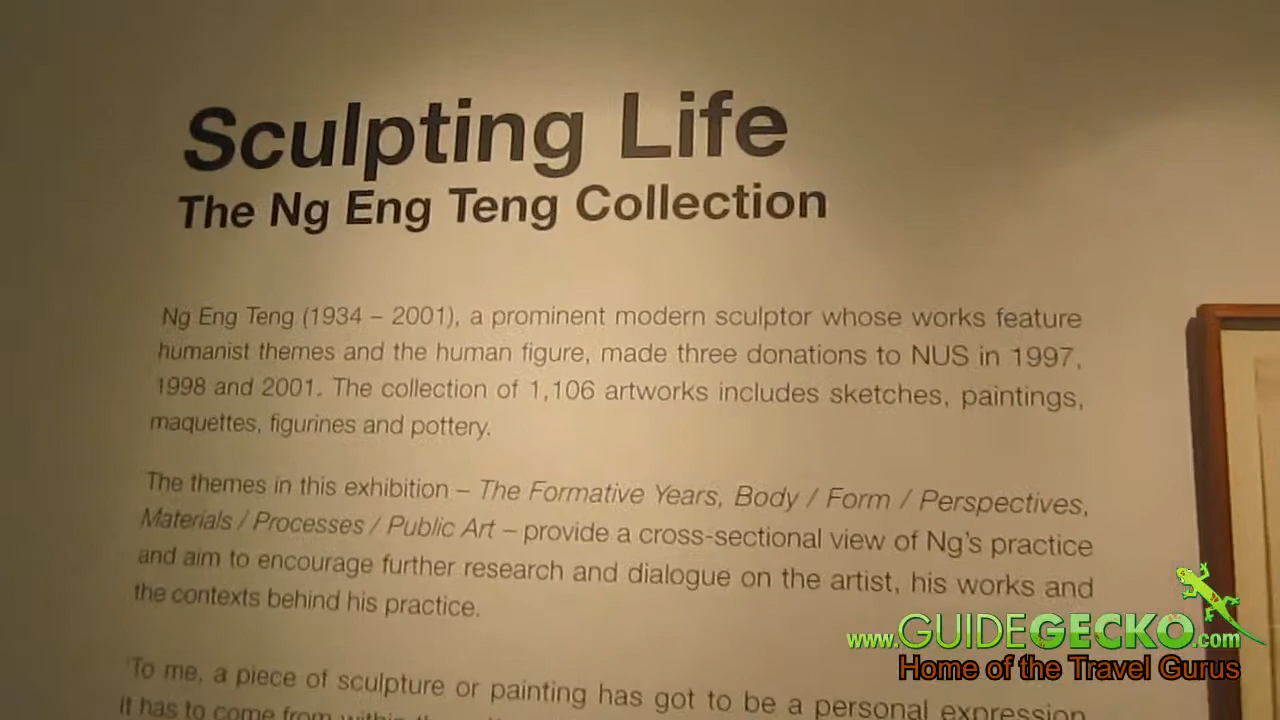 Sculpting Life
The Ng Eng Teng Collection
Ng Eng Teng (1934 – 2001), a prominent modern sculptor whose works feature
humanist themes and the human figure, made three donations to NUS in 1997,
1998 and 2001. The collection of 1,106 artworks includes sketches, paintings,
maquettes, figurines and pottery.
The themes in this exhibition – The Formative Years, Body / Form / Perspectives,
Materials / Processes / Public Art – provide a cross-sectional view of Ng's practice
and aim to encourage further research and dialogue on the artist, his works and
the contexts behind his practice.
'To me, a piece of sculpture or painting has got to be a personal expression
It has to come from within
www.GUIDEGECKO.com
Home of the Travel Gurus